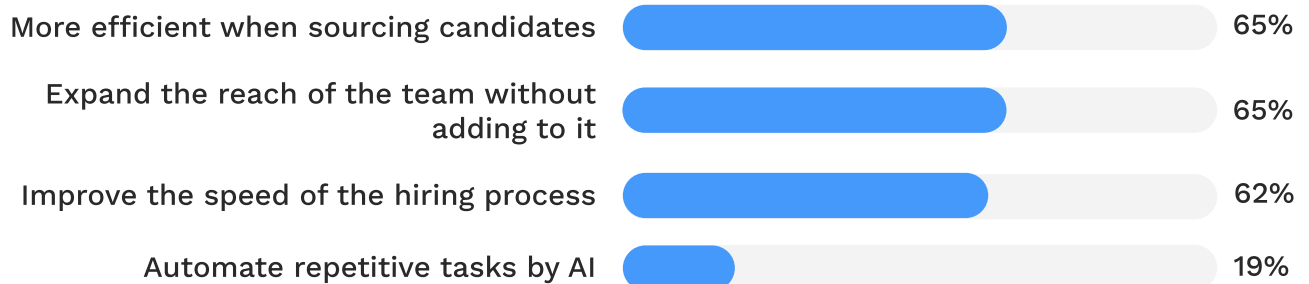 More efficient when sourcing candidates 65%
Expand the reach of the team without
adding to it 65%
Improve the speed of the hiring process 62%
Automate repetitive tasks by AI 19%